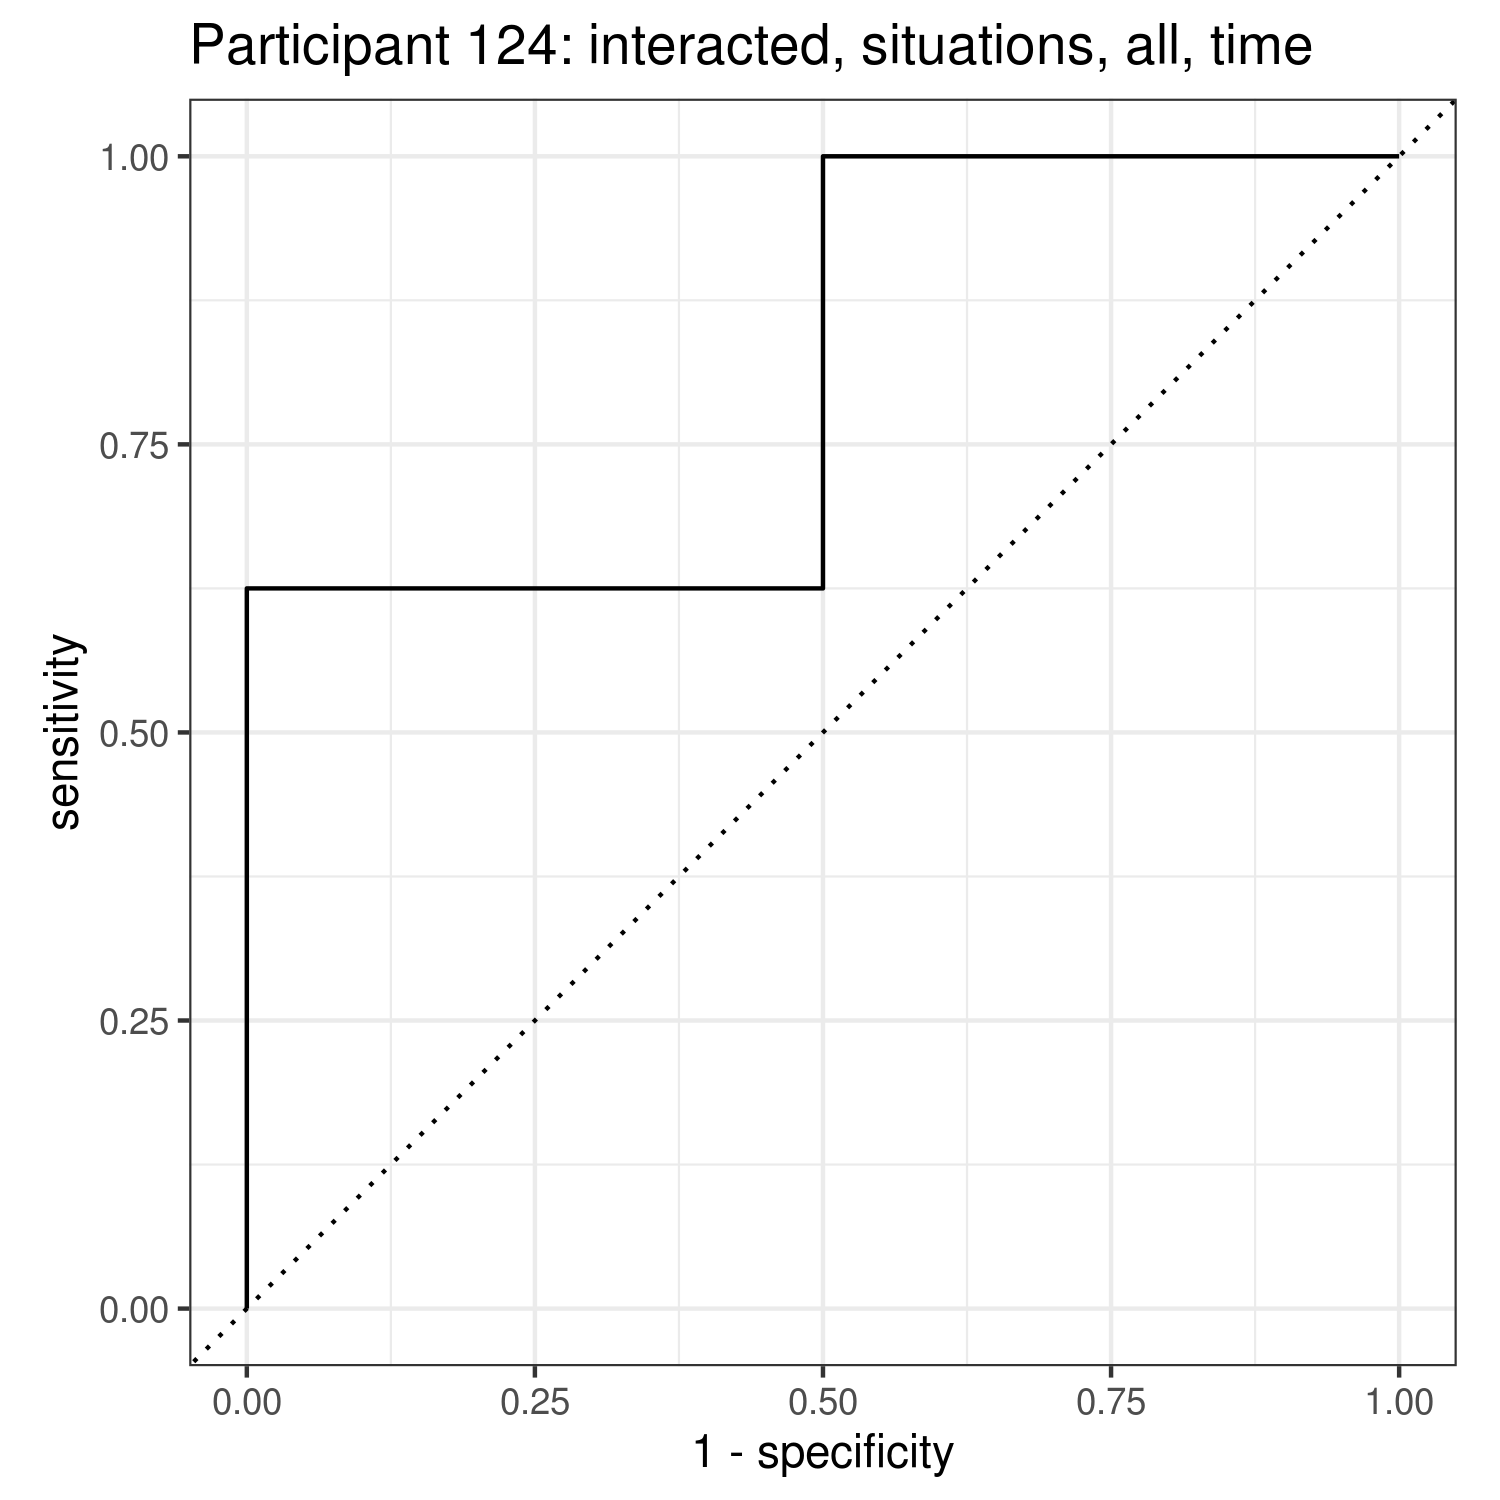 Participant 124: interacted, situations, all, time
1.00
0.75
0.50
0.25
0.00
sensitivity
0.00 0.25 0.50 0.75 1.00
1 - specificity